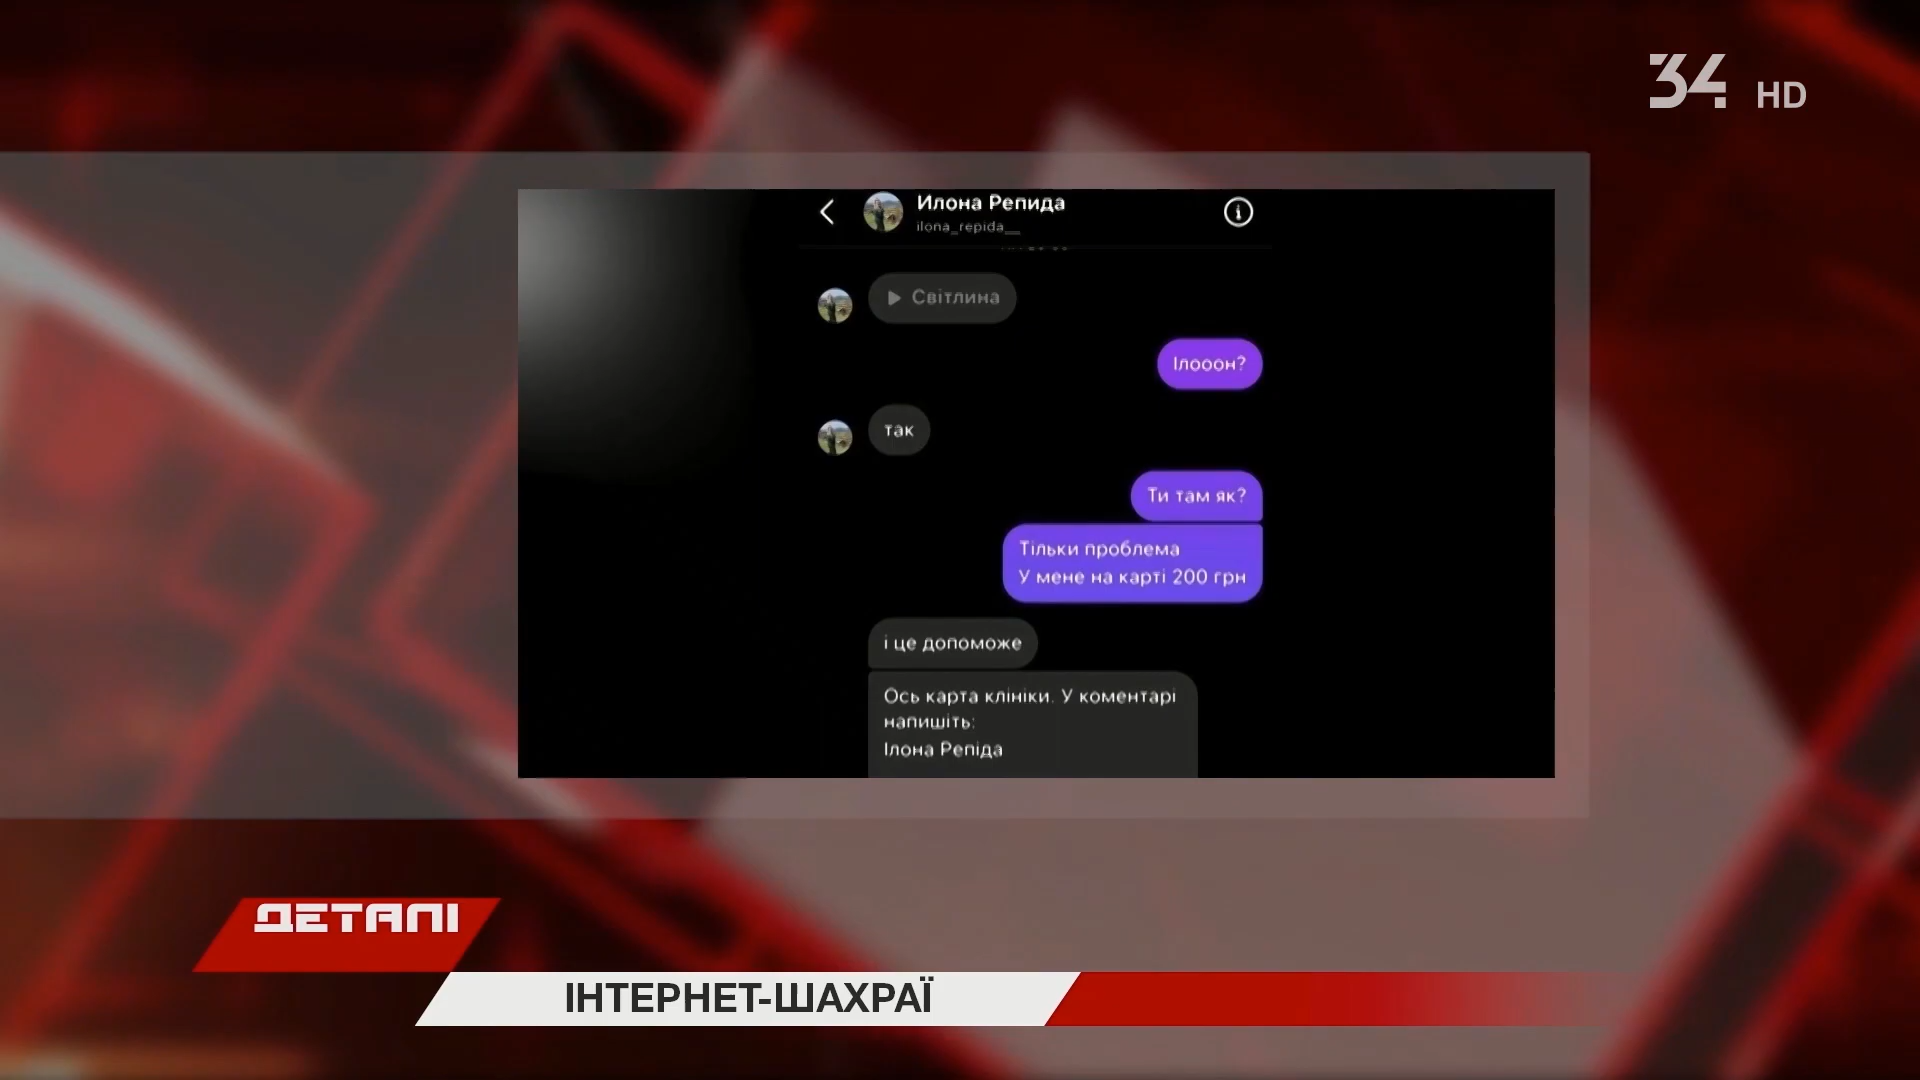 34 HD
Илона Репида
ilona_repida__
Світлина
Ілооон?
так
Ти там як?
Тільки проблема
У мене на карті 200 грн
і це допоможе
Ось карта клініки. У коментарі
напишіть:
Ілона Репіда
ДЕТАЛІ
ІНТЕРНЕТ-ШАХРАЇ